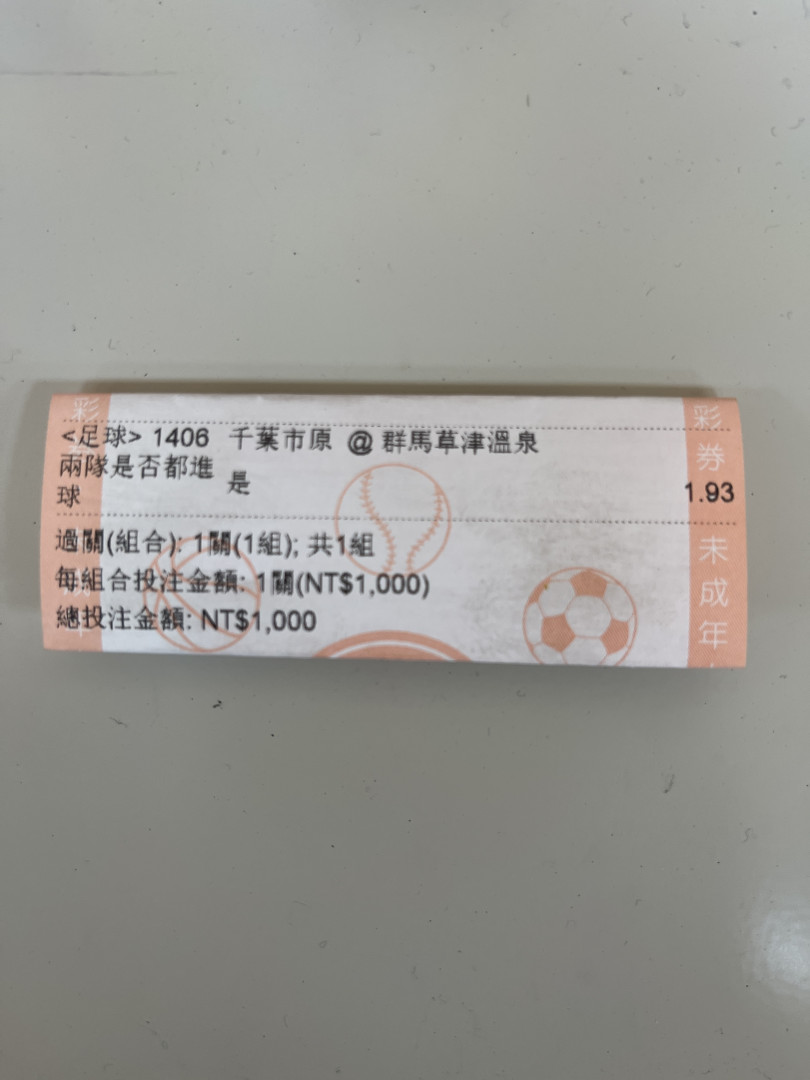 彩
彩
<足球> 1406 千葉市原 @ 群馬草津溫泉
兩隊是否都進 是
球
1.93
券
過關(組合): 1關(1組); 共1組
每組合投注金額: 1關(NT$1,000)
總投注金額: NT$1,000
未
成
年